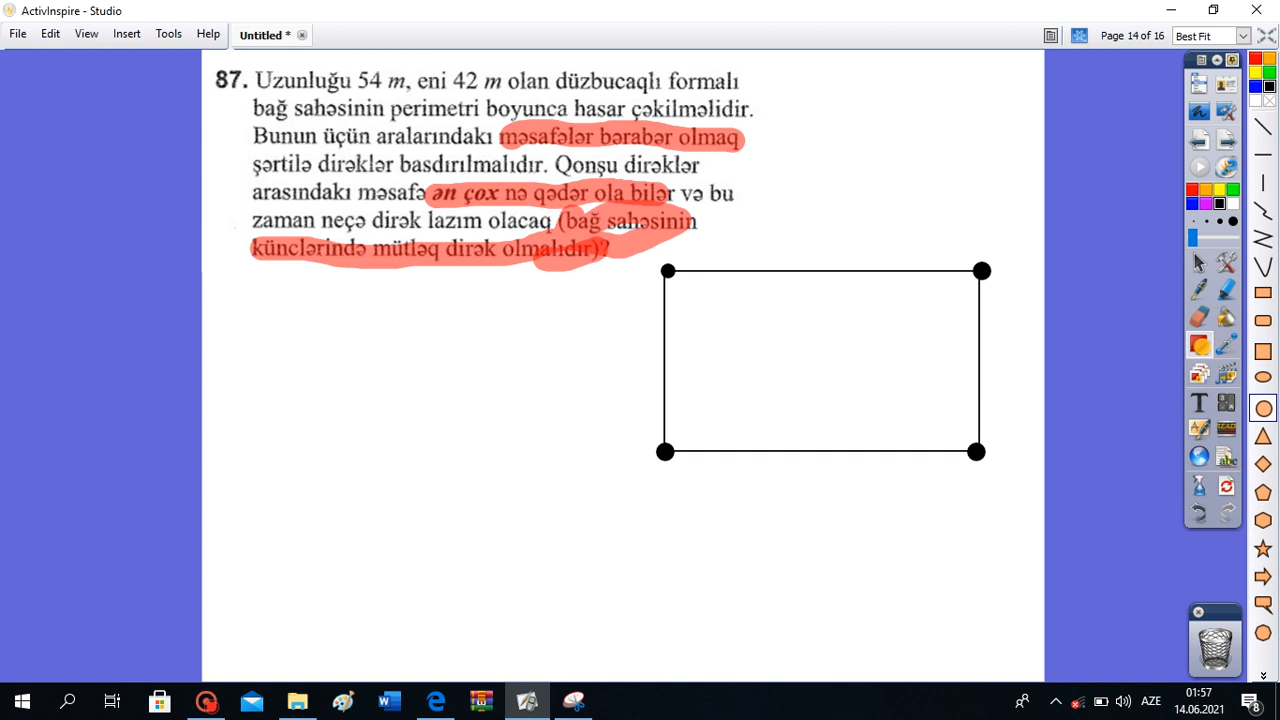 ActivInspire - Studio
File Edit View Insert Tools Help
Untitled *
Page 14 of 16
Best Fit
87. Uzunluğu 54 m, eni 42 m olan düzbucaqlı formalı
bağ sahəsinin perimetri boyunca hasar çəkilməlidir.
Bunun üçün aralarındakı məsafələr bərabər olmaq
şərtilə dirəklər basdırılmalıdır. Qonşu dirəklər
arasındakı məsafə ən çox nə qədər ola bilər və bu
zaman neçə dirək lazım olacaq (bağ sahəsinin
künclərində mütləq dirək olmalıdır)?
AZE
01:57
14.06.2021
8